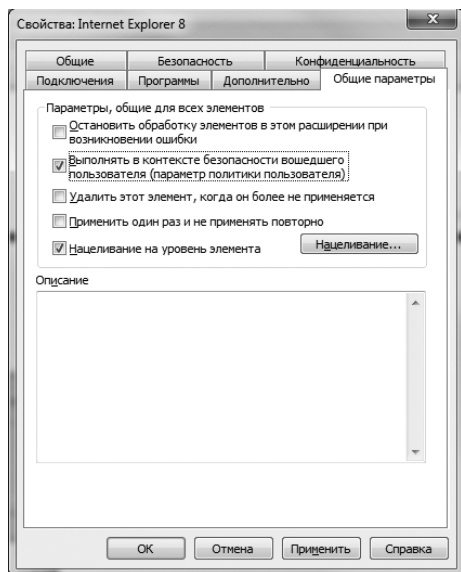 Свойства: Internet Explorer 8
Общие Безопасность Конфиденциальность
Подключения Программы Дополнительно Общие параметры
Параметры, общие для всех элементов
Остановить обработку элементов в этом расширении при
возникновении ошибки
Выполнять в контексте безопасности вошедшего
пользователя (параметр политики пользователя)
Удалить этот элемент, когда он более не применяется
Применить один раз и не применять повторно
Нацеливание на уровень элемента Нацеливание...
Описание
ОК Отмена Применить Справка